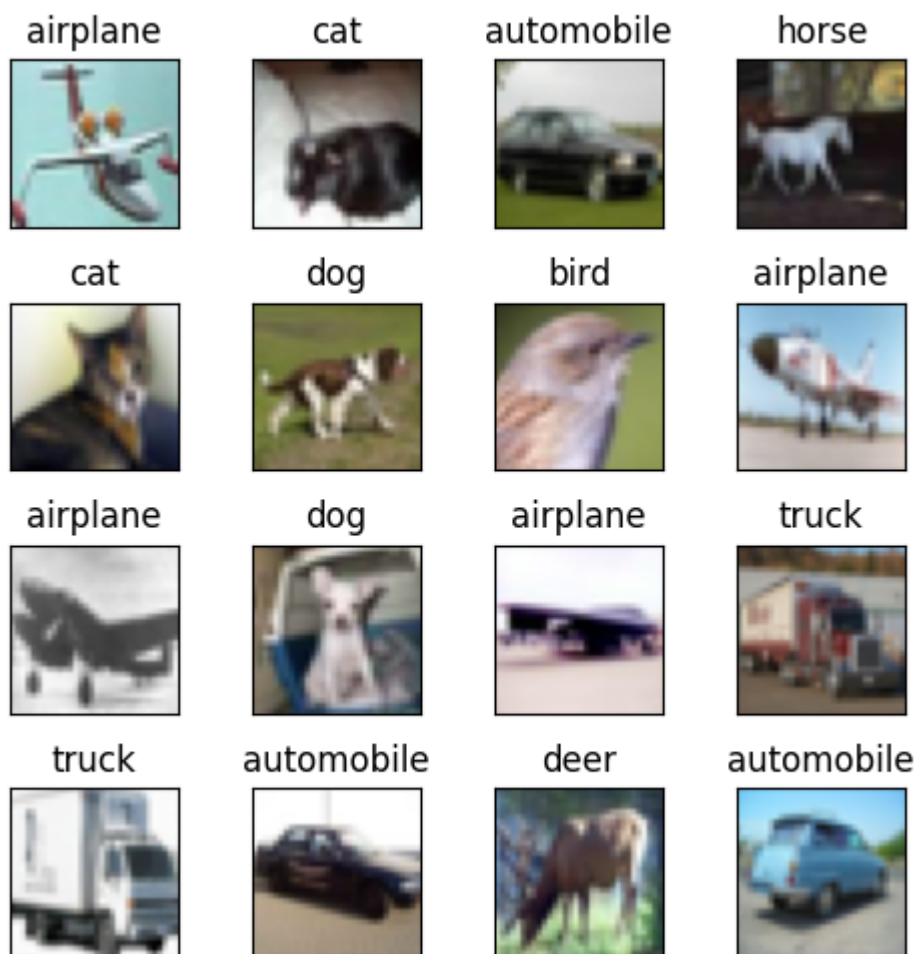 airplane cat automobile horse
cat dog bird airplane
airplane dog airplane truck
truck automobile deer automobile